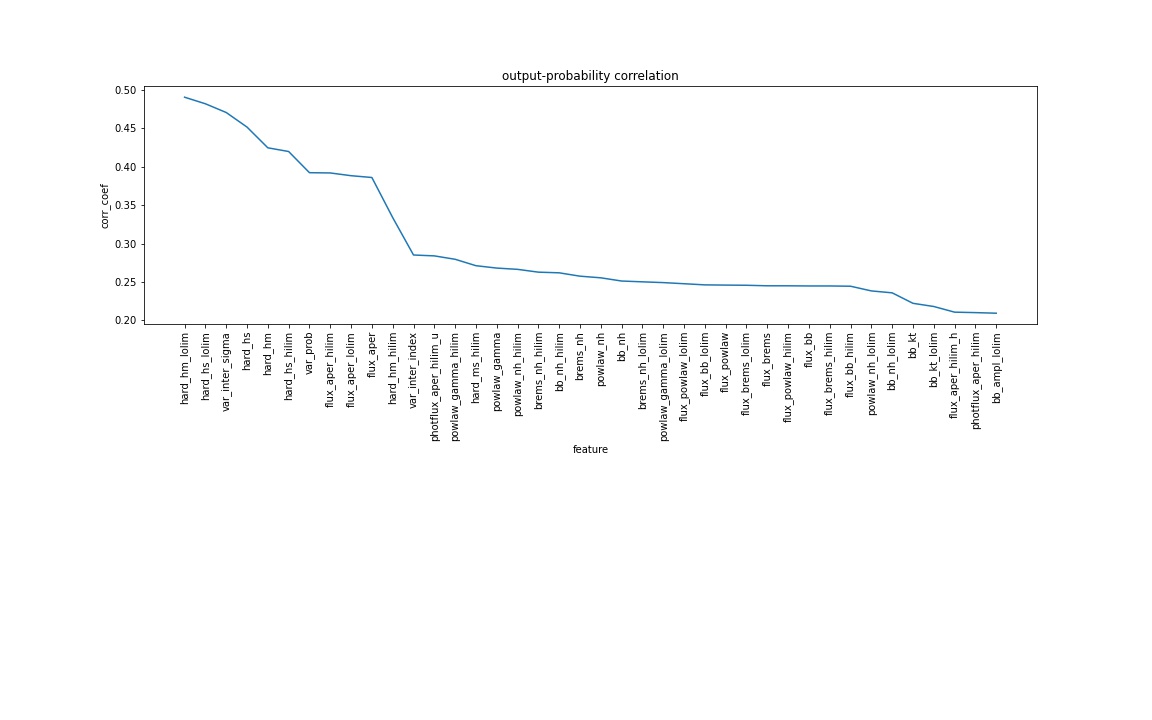 output-probability correlation
corr_coef
0.50
0.45
0.40
0.35
0.30
0.25
0.20
hard_hm_lolim
hard_hs_lolim
var_inter_sigma
hard_hs
hard_hm
hard_hs_hilim
var_prob
flux_aper_hilim
flux_aper_lolim
flux_aper
hard_hm_hilim
var_inter_index
photflux_aper_hilim_u
powlaw_gamma_hilim
hard_ms_hilim
powlaw_gamma
powlaw_nh_hilim
brems_nh_hilim
bb_nh_hilim
brems_nh
powlaw_nh
bb_nh
brems_nh_lolim
powlaw_gamma_lolim
flux_powlaw_lolim
flux_bb_lolim
flux_powlaw
flux_brems_lolim
flux_brems
flux_powlaw_hilim
flux_bb
flux_brems_hilim
flux_bb_hilim
powlaw_nh_lolim
bb_nh_lolim
bb_kt
bb_kt_lolim
flux_aper_hilim_h
photflux_aper_hilim
bb_ampl_lolim
feature